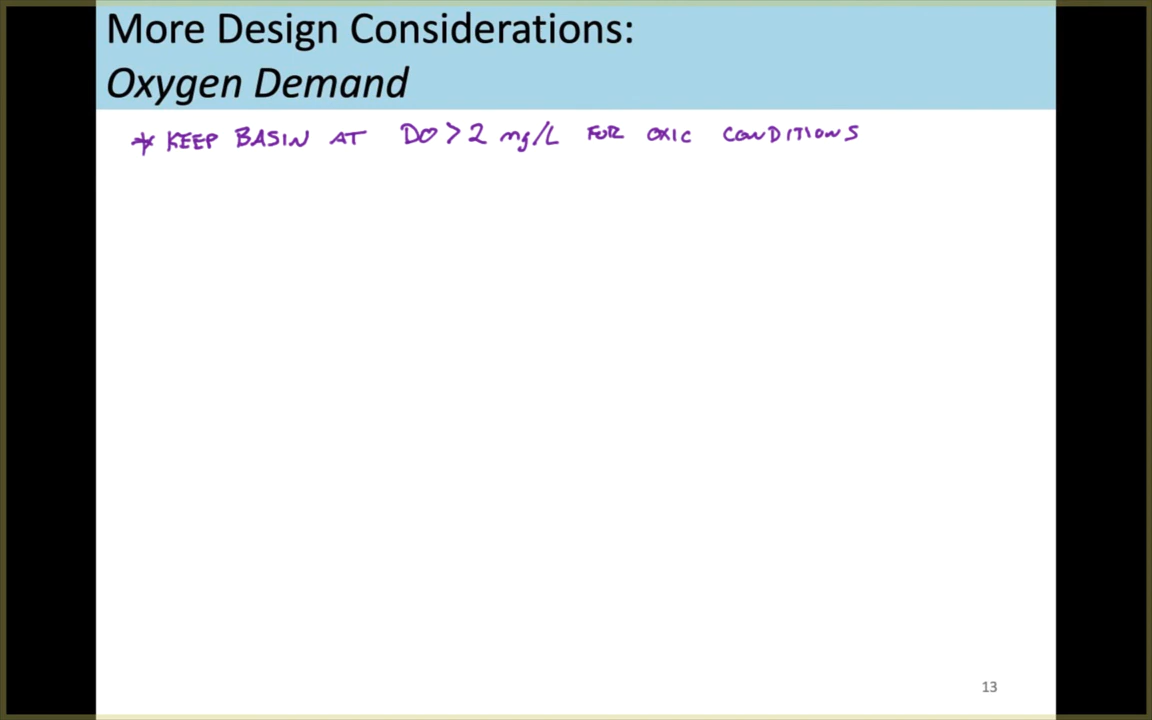 More Design Considerations:
Oxygen Demand
* KEEP BASIN AT DO > 2 mg/L FOR OXIC CONDITIONS
13